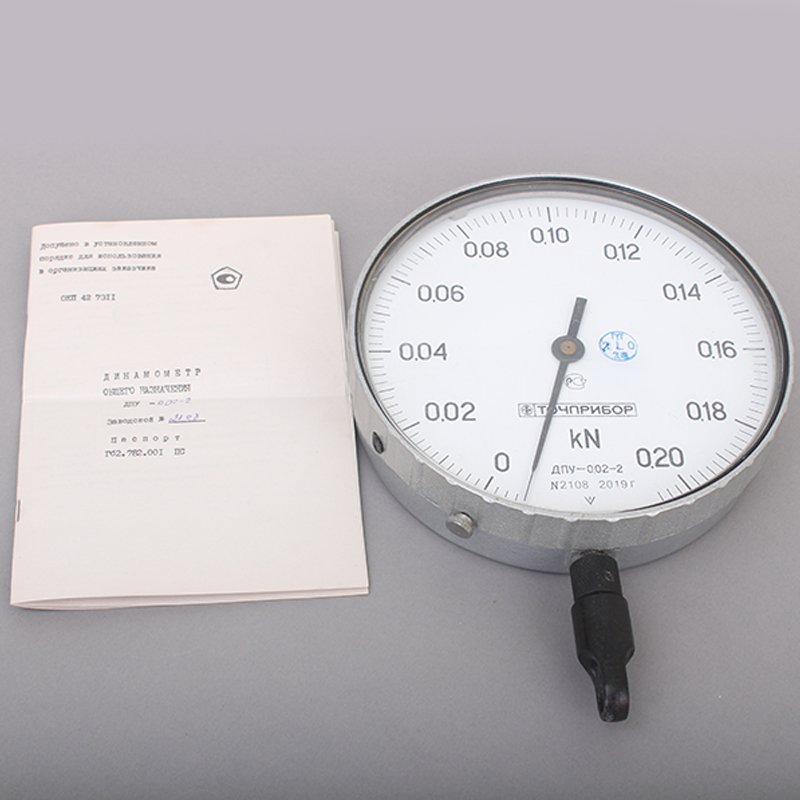 Допущено в установленном
порядке для использования
в организациях заказчика
ОКП 42 7311
ДИНАМОМЕТР
ОБЩЕГО НАЗНАЧЕНИЯ
ДПУ -
Заводской №
Паспорт
Гб2.782.001 ПС
0.10
0.08
0.12
0.06
0.14
0.04
0.16
0.02
0.18
0
0.20
РСт
ТОЧПРИБОР
kN
ДПУ-0.02-2
N2108 2019г